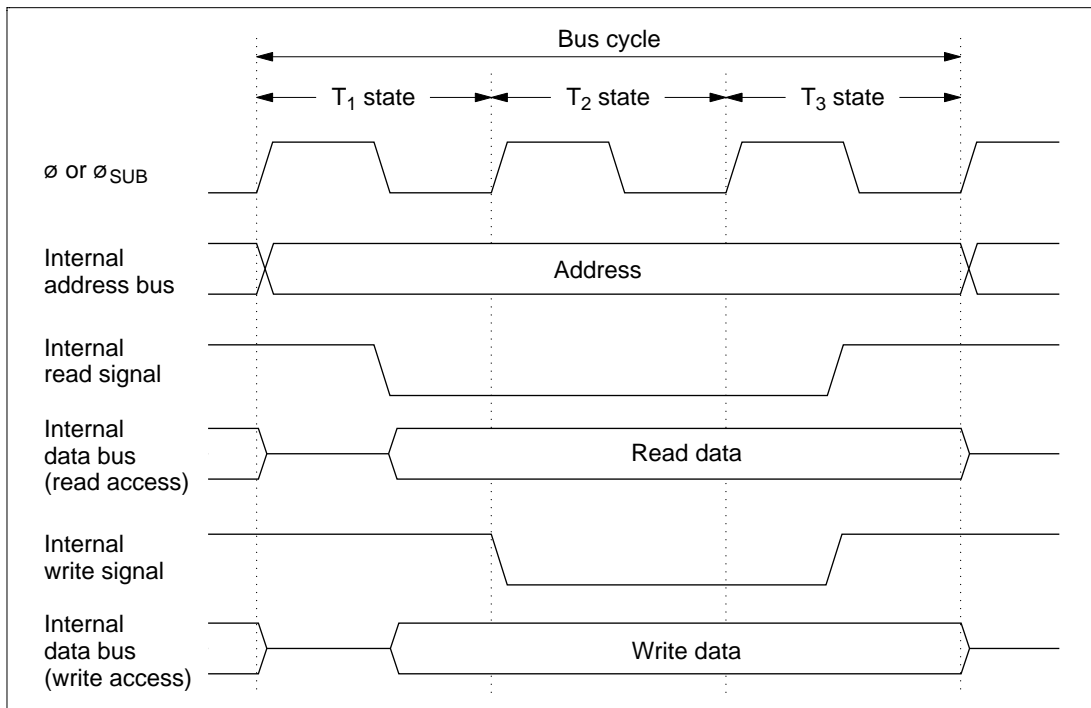 Bus cycle
T₁ state
T₂ state
T₃ state
ø or øSUB
Internal
address bus
Address
Internal
read signal
Internal
data bus
(read access)
Read data
Internal
write signal
Internal
data bus
(write access)
Write data